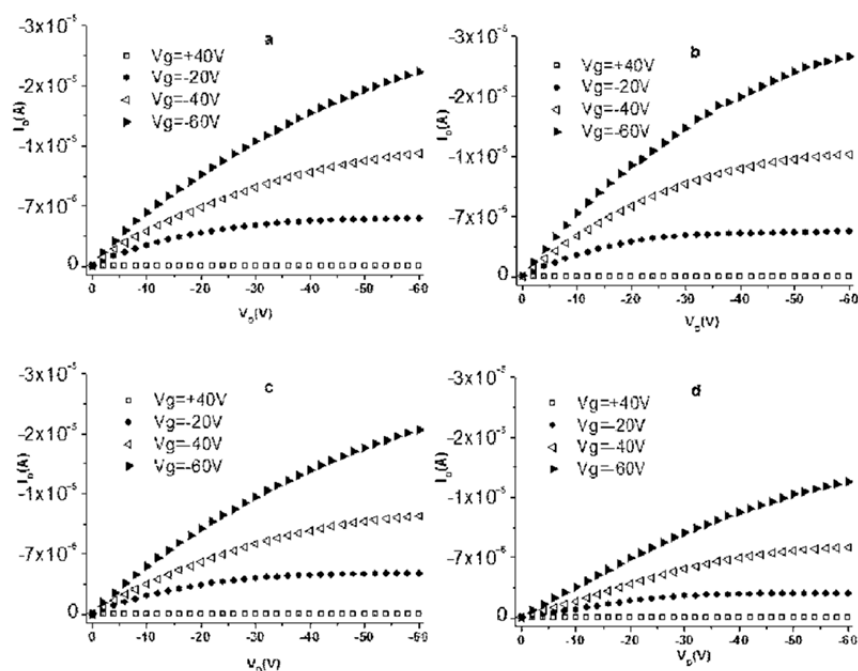 a
-3x10⁻⁵
-2x10⁻⁵
-1x10⁻⁵
-7x10⁻⁶
0
I_D(A)
Vg=+40V
Vg=-20V
Vg=-40V
Vg=-60V
0 -10 -20 -30 -40 -50 -60
V_D(V)
b
-3x10⁻⁵
-2x10⁻⁵
-1x10⁻⁵
-7x10⁻⁶
0
I_D(A)
Vg=+40V
Vg=-20V
Vg=-40V
Vg=-60V
0 -10 -20 -30 -40 -50 -60
V_D(V)
c
-3x10⁻⁵
-2x10⁻⁵
-1x10⁻⁵
-7x10⁻⁶
0
I_D(A)
Vg=+40V
Vg=-20V
Vg=-40V
Vg=-60V
0 -10 -20 -30 -40 -50 -60
V_D(V)
d
-3x10⁻⁵
-2x10⁻⁵
-1x10⁻⁵
-7x10⁻⁶
0
I_D(A)
Vg=+40V
Vg=-20V
Vg=-40V
Vg=-60V
0 -10 -20 -30 -40 -50 -60
V_D(V)